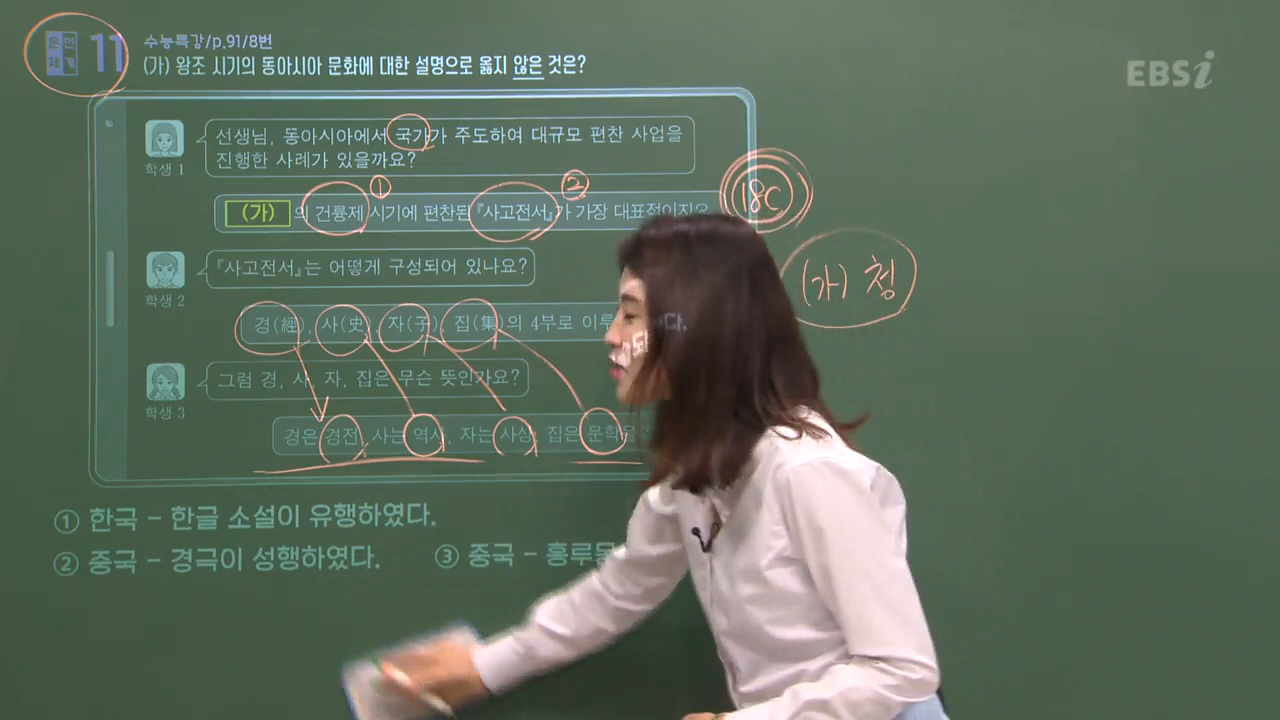 문연제계 11 수능특강/p.91/8번
(가) 왕조 시기의 동아시아 문화에 대한 설명으로 옳지 않은 것은?
EBSi
선생님, 동아시아에서 국가가 주도하여 대규모 편찬 사업을
진행한 사례가 있을까요?
학생 1
① ② 18C
(가)의 건륭제 시기에 편찬된 『사고전서』가 가장 대표적이지요
(가) 청
『사고전서』는 어떻게 구성되어 있나요?
학생 2
경(經), 사(史), 자(子), 집(集)의 4부로 다.
그럼 경, 사, 자, 집은 무슨 뜻인가요?
학생 3
경은 경전, 사는 역사, 자는 사상, 집은 문학
① 한국 – 한글 소설이 유행하였다.
② 중국 – 경극이 성행하였다. ③ 중국 – 홍루몽